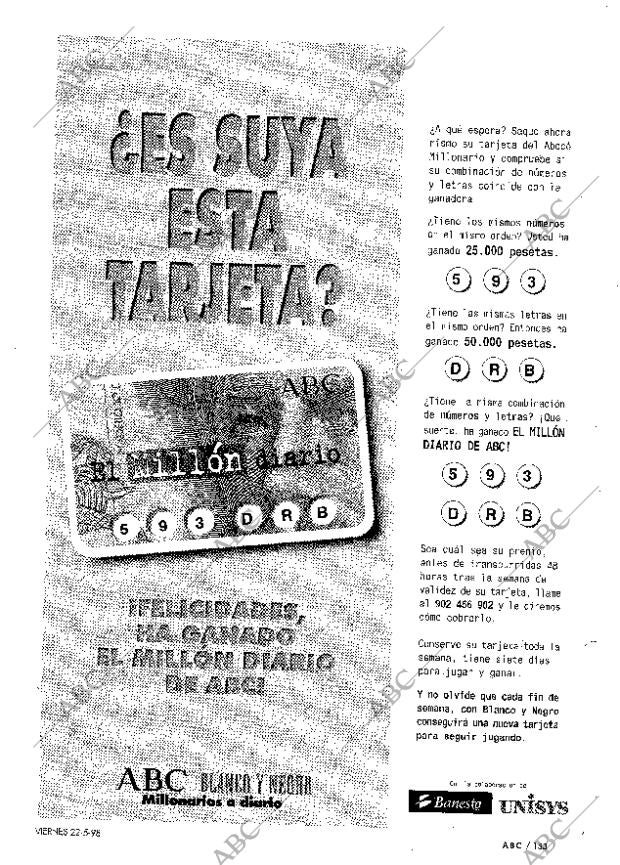 ¿ES SUYA
ESTA
TARJETA?
ABC
El Millón diario
5 9 3 D R B
¡FELICIDADES,
HA GANADO
EL MILLÓN DIARIO
DE ABC!
ABC BLANCO Y NEGRO
Millonarios a diario
VIERNES 22-5-98
¿A qué espera? Saque ahora
mismo su tarjeta del Abecé
Millonario y compruebe si
su combinación de números
y letras coincide con la
ganadora
¿Tiene los mismos números
en el mismo orden? Usted ha
ganado 25.000 pesetas.
5 9 3
¿Tiene las mismas letras en
el mismo orden? Entonces ha
ganado 50.000 pesetas.
D R B
¿Tiene la misma combinación
de números y letras? ¡Qué
suerte, ha ganado EL MILLÓN
DIARIO DE ABC!
5 9 3
D R B
Sea cuál sea su premio,
antes de transcurridas 48
horas tras la semana de
validez de su tarjeta, llame
al 902 456 902 y le diremos
cómo cobrarlo.
Conserve su tarjeta toda la
semana, tiene siete días
para jugar y ganar.
Y no olvide que cada fin de
semana, con Blanco y Negro
conseguirá una nueva tarjeta
para seguir jugando.
Con la colaboración de
Banesto UNISYS
ABC / 133